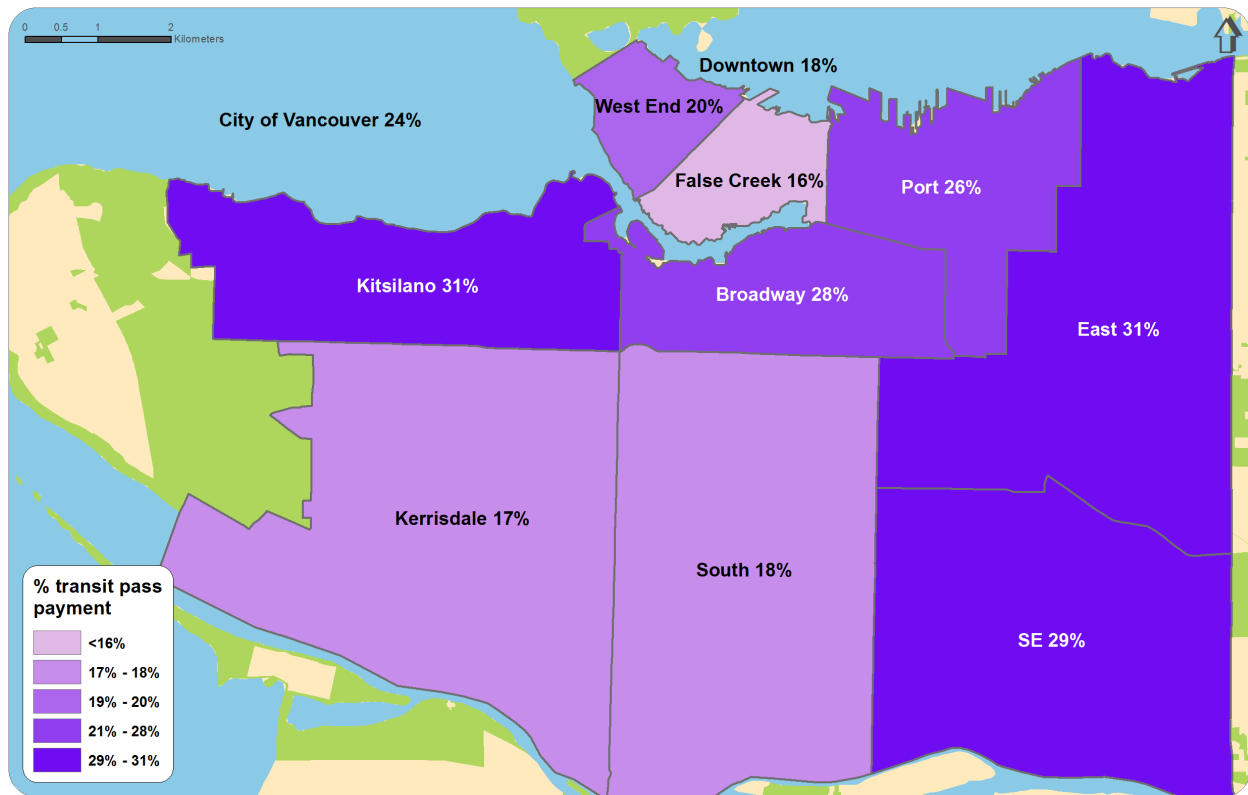 0 0.5 1 2
Kilometers
Downtown 18%
West End 20%
City of Vancouver 24%
False Creek 16%
Port 26%
Kitsilano 31%
Broadway 28%
East 31%
Kerrisdale 17%
South 18%
SE 29%
% transit pass
payment
<16%
17% - 18%
19% - 20%
21% - 28%
29% - 31%